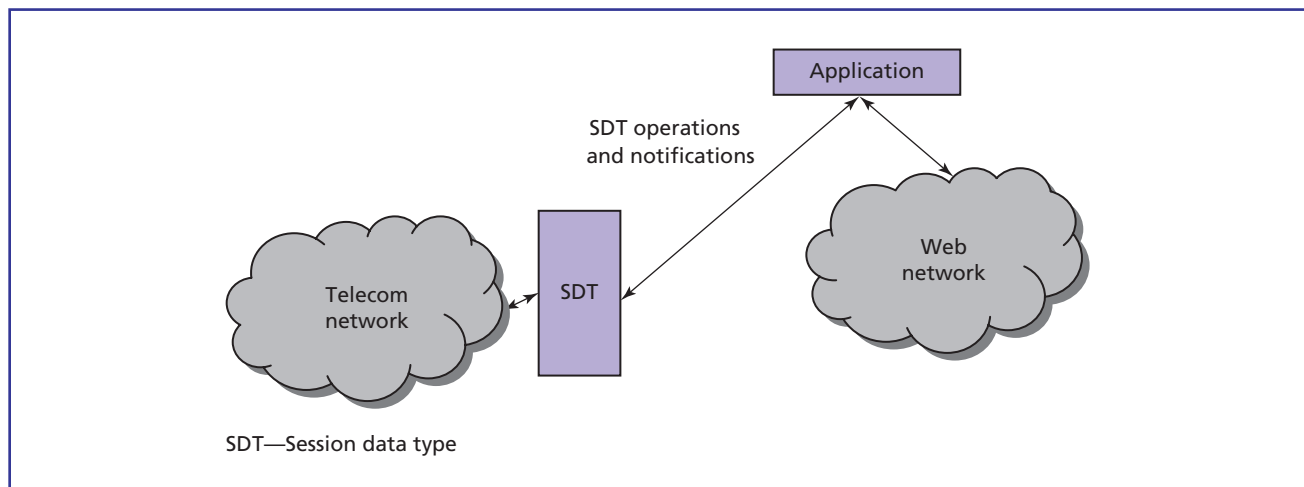 Application
SDT operations
and notifications
Web
network
Telecom
network
SDT
SDT—Session data type